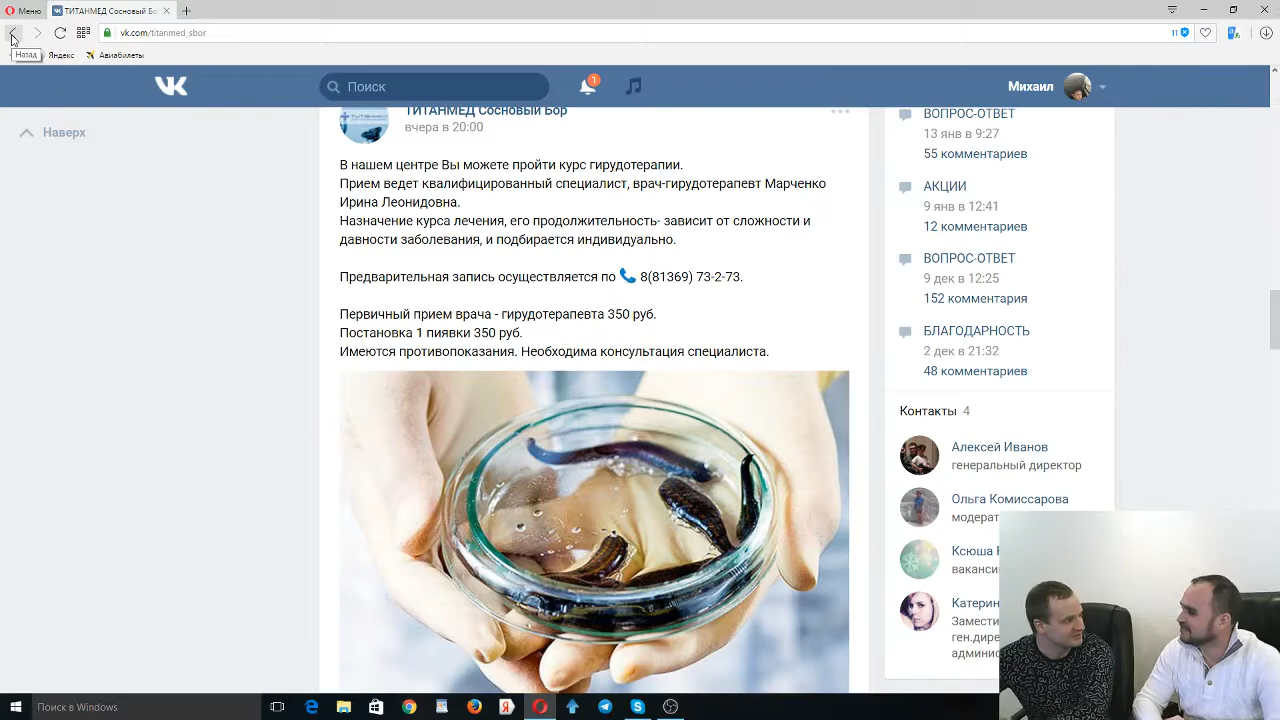 Меню
ТИТАНМЕД Сосновый Бо
vk.com/titanmed_sbor
11
Назад
Яндекс
Авиабилеты
Поиск
1
Михаил
Наверх
ТИТАНМЕД
ТИТАНМЕД Сосновый Бор
вчера в 20:00
В нашем центре Вы можете пройти курс гирудотерапии.
Прием ведет квалифицированный специалист, врач-гирудотерапевт Марченко
Ирина Леонидовна.
Назначение курса лечения, его продолжительность- зависит от сложности и
давности заболевания, и подбирается индивидуально.
Предварительная запись осуществляется по 8(81369) 73-2-73.
Первичный прием врача - гирудотерапевта 350 руб.
Постановка 1 пиявки 350 руб.
Имеются противопоказания. Необходима консультация специалиста.
ВОПРОС-ОТВЕТ
13 янв в 9:27
55 комментариев
АКЦИИ
9 янв в 12:41
12 комментариев
ВОПРОС-ОТВЕТ
9 дек в 12:25
152 комментария
БЛАГОДАРНОСТЬ
2 дек в 21:32
48 комментариев
Контакты 4
Алексей Иванов
генеральный директор
Ольга Комиссарова
модерат
Ксюша
ваканси
Катерин
Замести
ген.дире
админис
Поиск в Windows